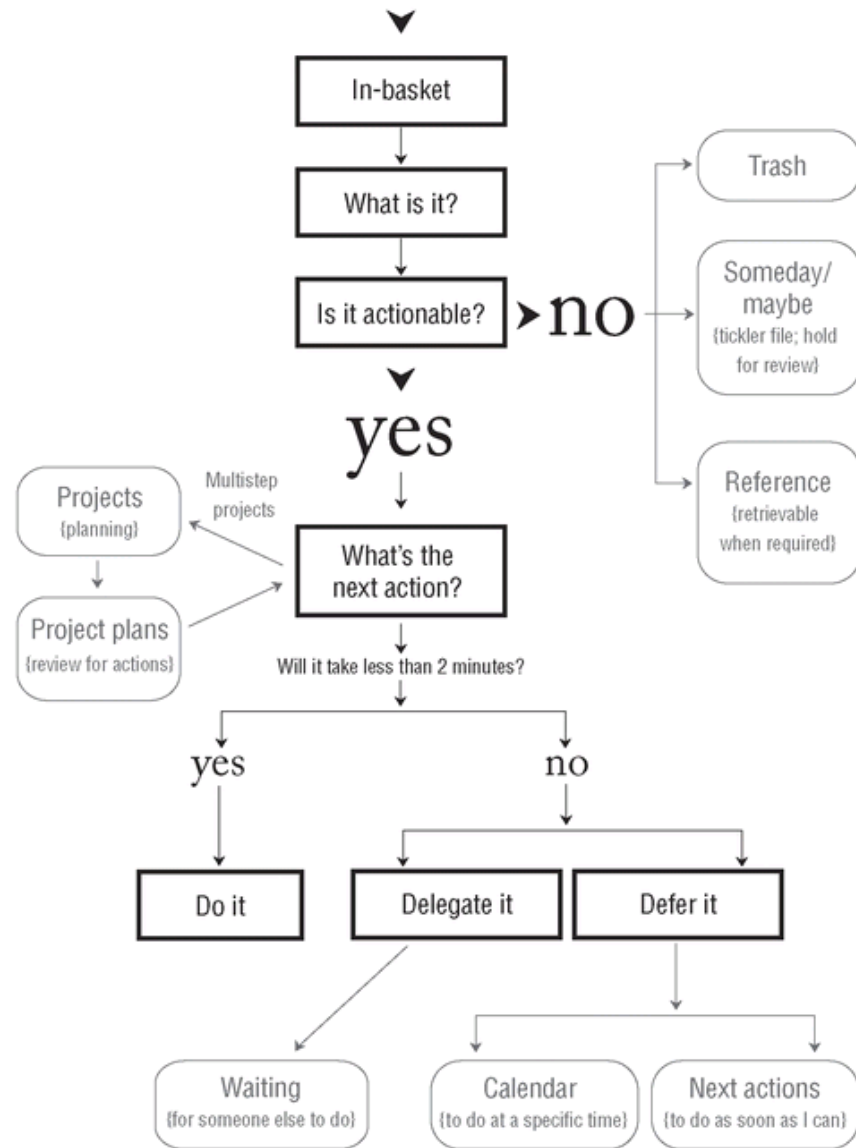 In-basket
What is it?
Is it actionable?
no
Trash
Someday/
maybe
{tickler file; hold
for review}
Reference
{retrievable
when required}
yes
Multistep
projects
Projects
{planning}
Project plans
{review for actions}
What's the
next action?
Will it take less than 2 minutes?
yes
no
Do it
Delegate it
Defer it
Waiting
{for someone else to do}
Calendar
{to do at a specific time}
Next actions
{to do as soon as I can}